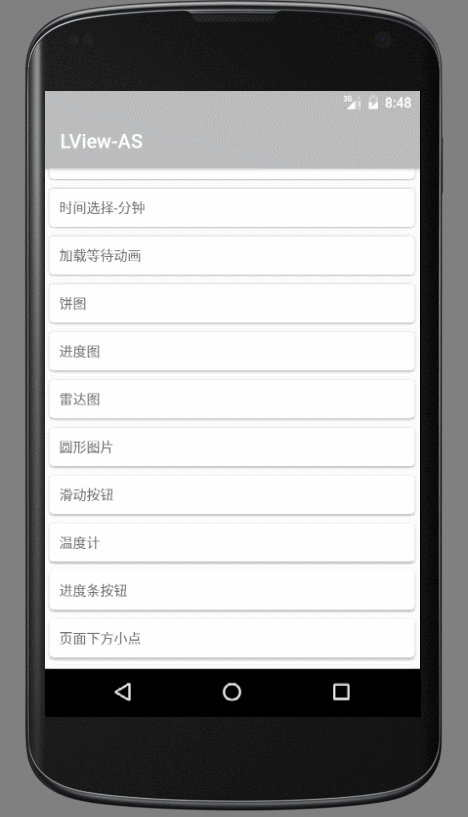 3G 8:48
LView-AS
时间选择-分钟
加载等待动画
饼图
进度图
雷达图
圆形图片
滑动按钮
温度计
进度条按钮
页面下方小点